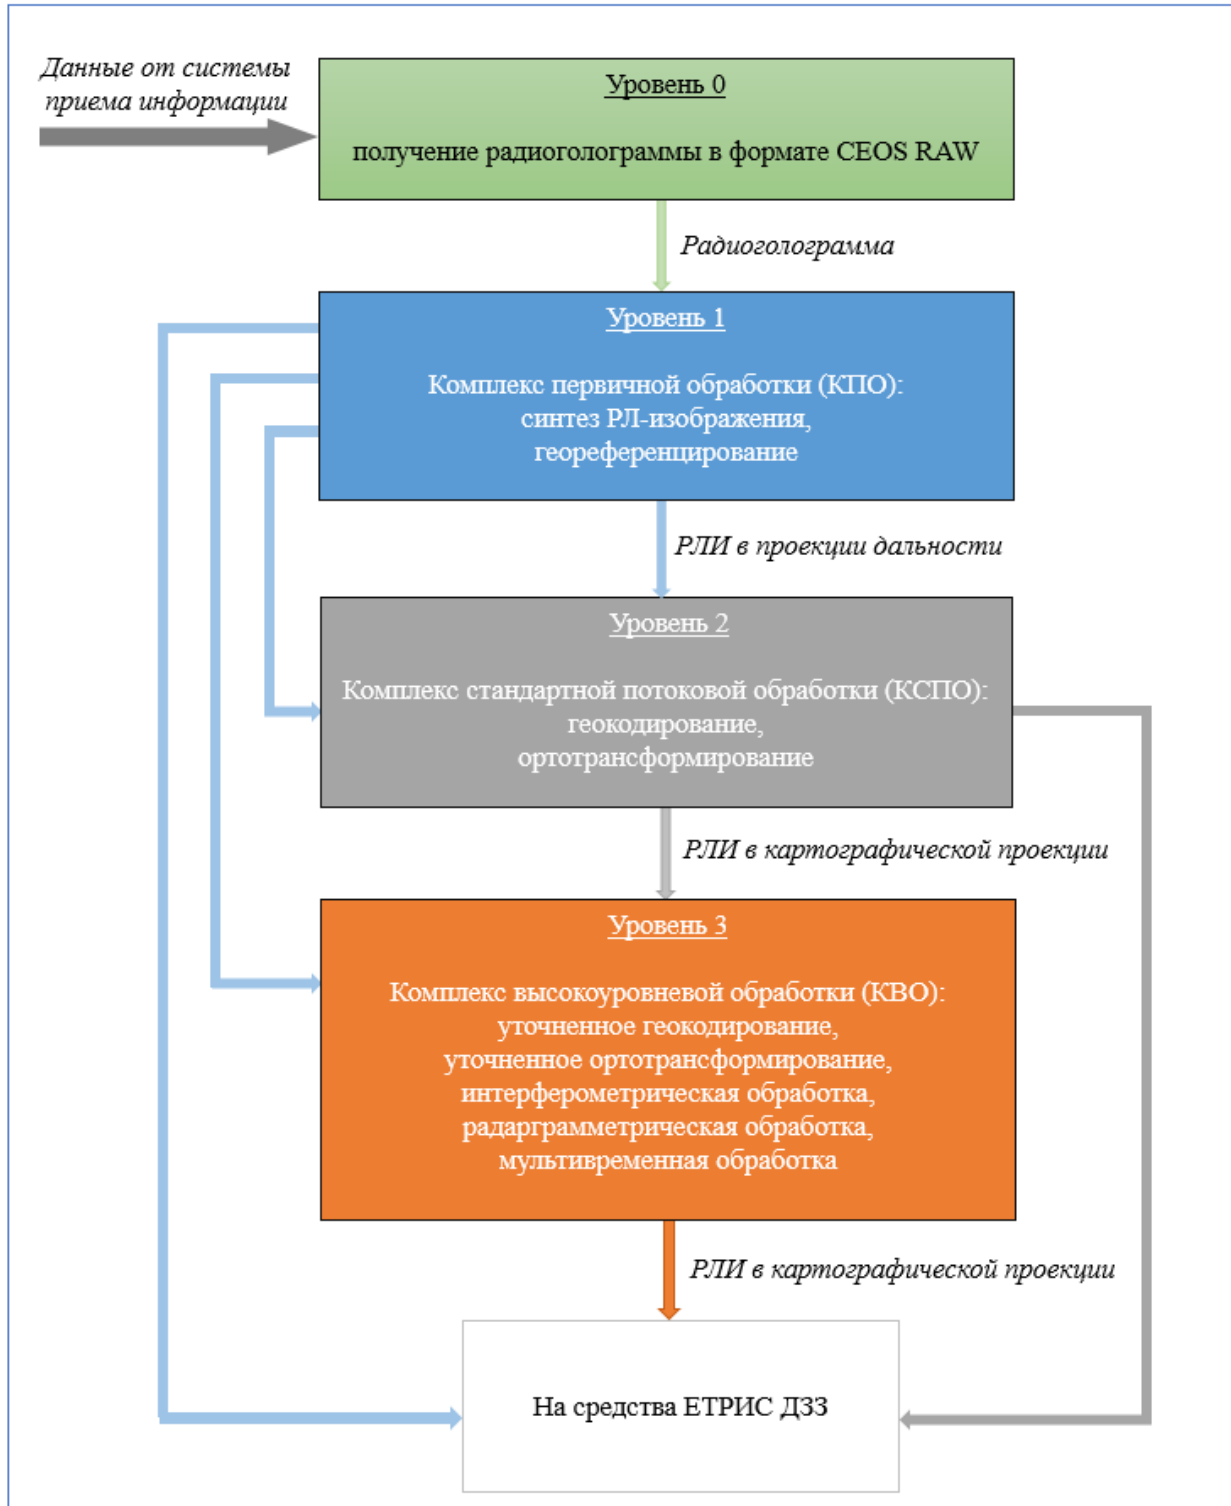 Данные от системы
приема информации
Уровень 0
получение радиоголограммы в формате CEOS RAW
Радиоголограмма
Уровень 1
Комплекс первичной обработки (КПО):
синтез РЛ-изображения,
геореференцирование
РЛИ в проекции дальности
Уровень 2
Комплекс стандартной потоковой обработки (КСПО):
геокодирование,
ортотрансформирование
РЛИ в картографической проекции
Уровень 3
Комплекс высокоуровневой обработки (КВО):
уточненное геокодирование,
уточненное ортотрансформирование,
интерферометрическая обработка,
радарграмметрическая обработка,
мультивременная обработка
РЛИ в картографической проекции
На средства ЕТРИС ДЗЗ